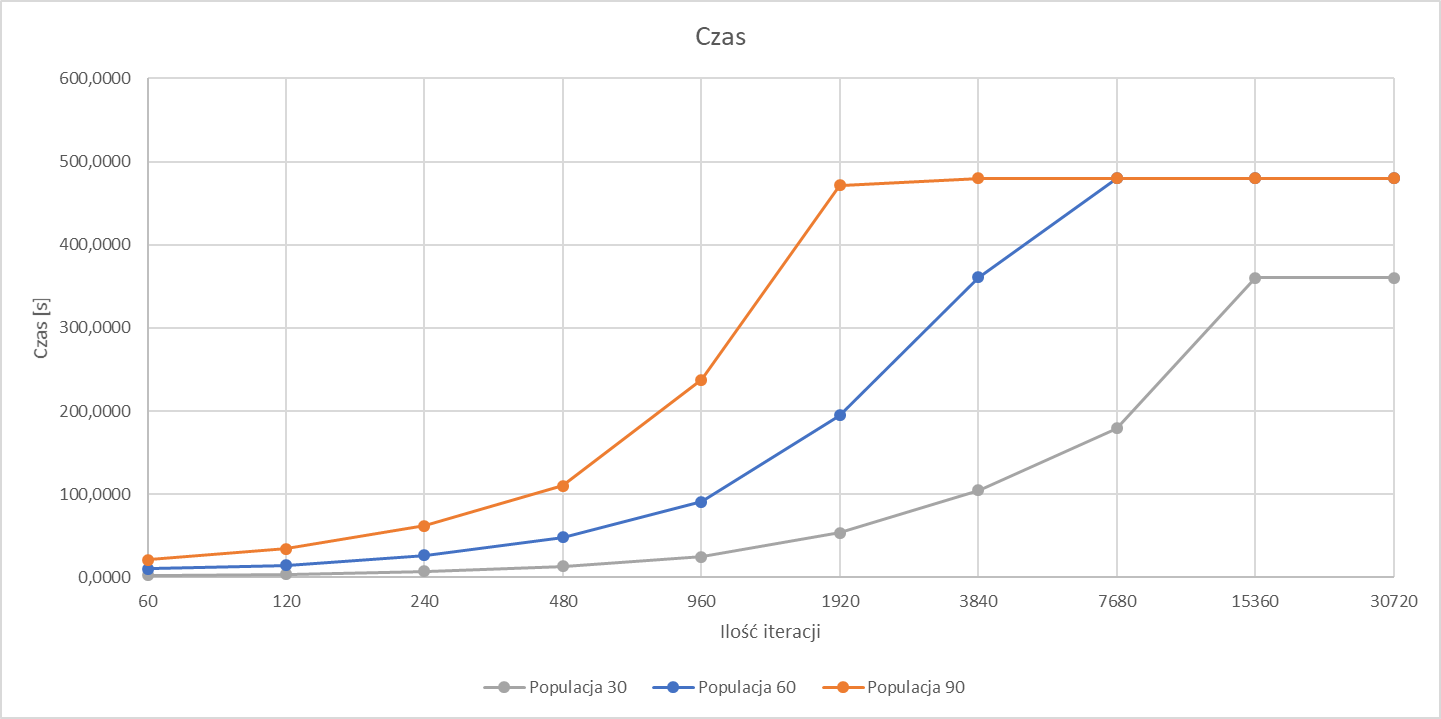 Czas
600,0000
500,0000
400,0000
300,0000
200,0000
100,0000
0,0000
Czas [s]
60 120 240 480 960 1920 3840 7680 15360 30720
Ilość iteracji
Populacja 30 Populacja 60 Populacja 90